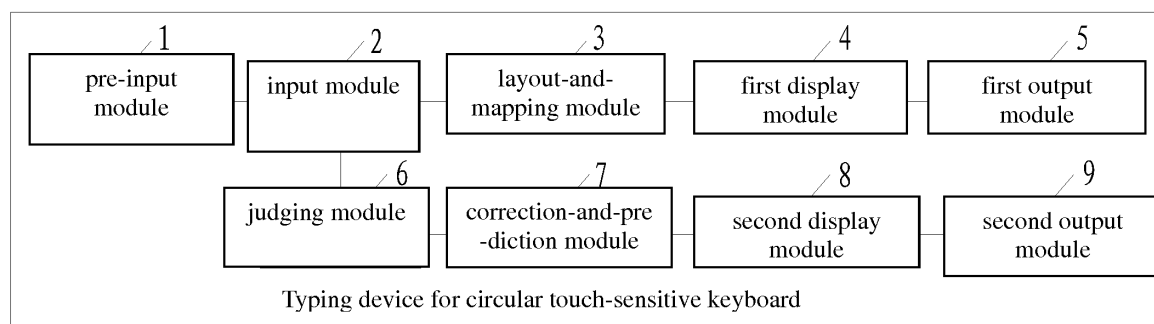 1
pre-input
module
2
input module
3
layout-and-
mapping module
4
first display
module
5
first output
module
6
judging module
7
correction-and-pre
-diction module
8
second display
module
9
second output
module
Typing device for circular touch-sensitive keyboard